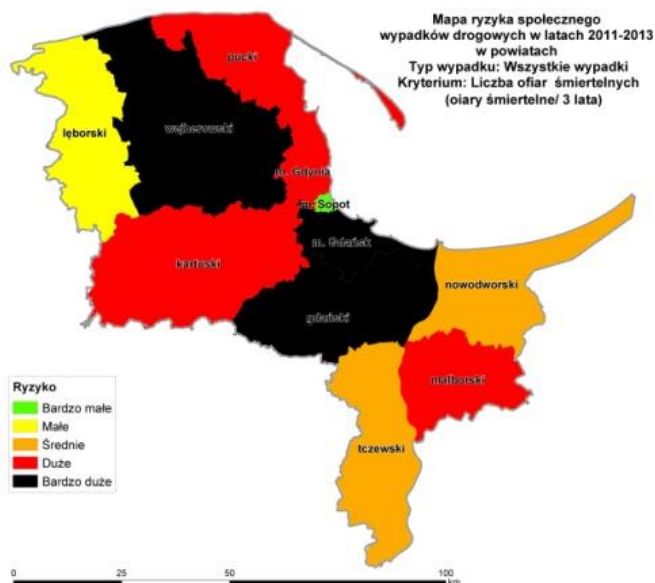 Mapa ryzyka społecznego
wypadków drogowych w latach 2011-2013
w powiatach
Typ wypadku: Wszystkie wypadki
Kryterium: Liczba ofiar śmiertelnych
(oiary śmiertelne/ 3 lata)
pucki
lęborski
wejherowski
m. Gdynia
m. Sopot
m. Gdańsk
kartuski
nowodworski
gdański
malborski
tczewski
Ryzyko
Bardzo małe
Małe
Średnie
Duże
Bardzo duże
0 25 50 100
km